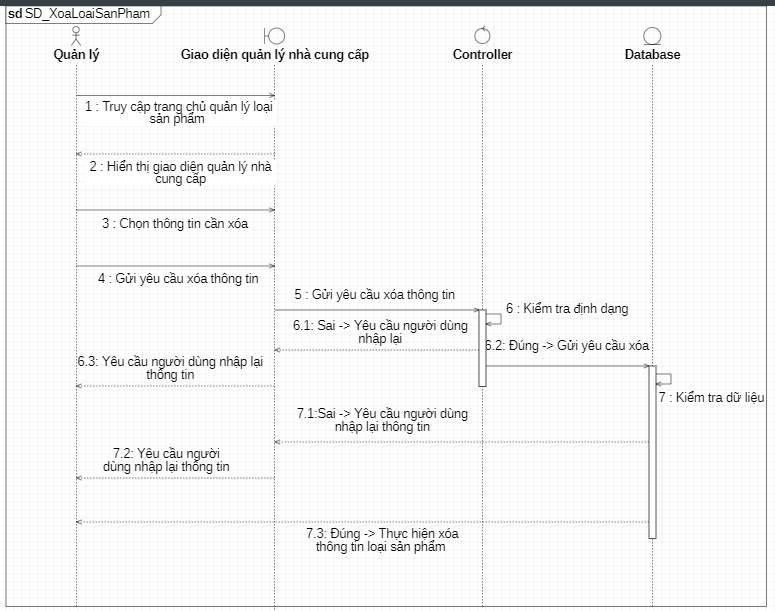 sd SD_XoaLoaiSanPham
Quản lý
Giao diện quản lý nhà cung cấp
Controller
Database
1 : Truy cập trang chủ quản lý loại
sản phẩm
2 : Hiển thị giao diện quản lý nhà
cung cấp
3 : Chọn thông tin cần xóa
4 : Gửi yêu cầu xóa thông tin
5 : Gửi yêu cầu xóa thông tin
6 : Kiểm tra định dạng
6.1: Sai -> Yêu cầu người dùng
nhập lại
6.2: Đúng -> Gửi yêu cầu xóa
6.3: Yêu cầu người dùng nhập lại
thông tin
7 : Kiểm tra dữ liệu
7.1:Sai -> Yêu cầu người dùng
nhập lại thông tin
7.2: Yêu cầu người
dùng nhập lại thông tin
7.3: Đúng -> Thực hiện xóa
thông tin loại sản phẩm